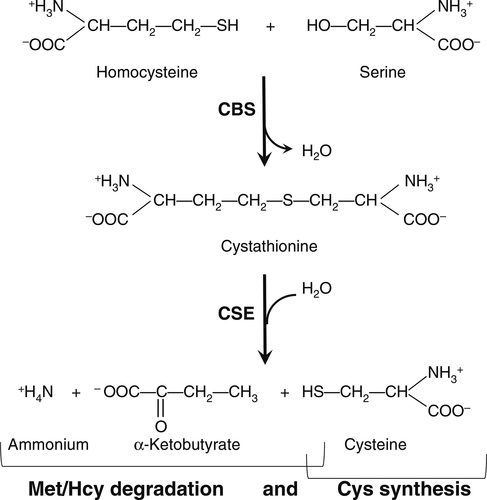 ⁺H₃N NH₃⁺
CH—CH₂—CH₂—SH + HO—CH₂—CH
⁻OOC COO⁻
Homocysteine Serine
CBS
H₂O
⁺H₃N NH₃⁺
CH—CH₂—CH₂—S—CH₂—CH
⁻OOC COO⁻
Cystathionine
H₂O
CSE
NH₃⁺
⁺H₄N + ⁻OOC—C—CH₂—CH₃ + HS—CH₂—CH
O COO⁻
Ammonium α-Ketobutyrate Cysteine
Met/Hcy degradation and Cys synthesis